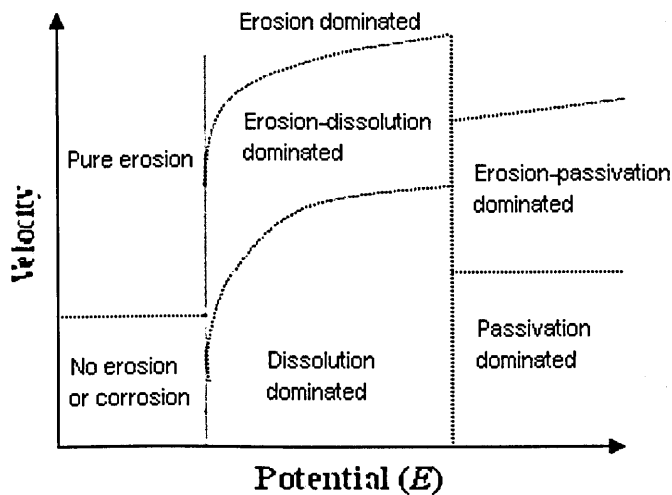 Erosion dominated
Pure erosion
Erosion-dissolution
dominated
Erosion-passivation
dominated
Velocity
No erosion
or corrosion
Dissolution
dominated
Passivation
dominated
Potential (E)